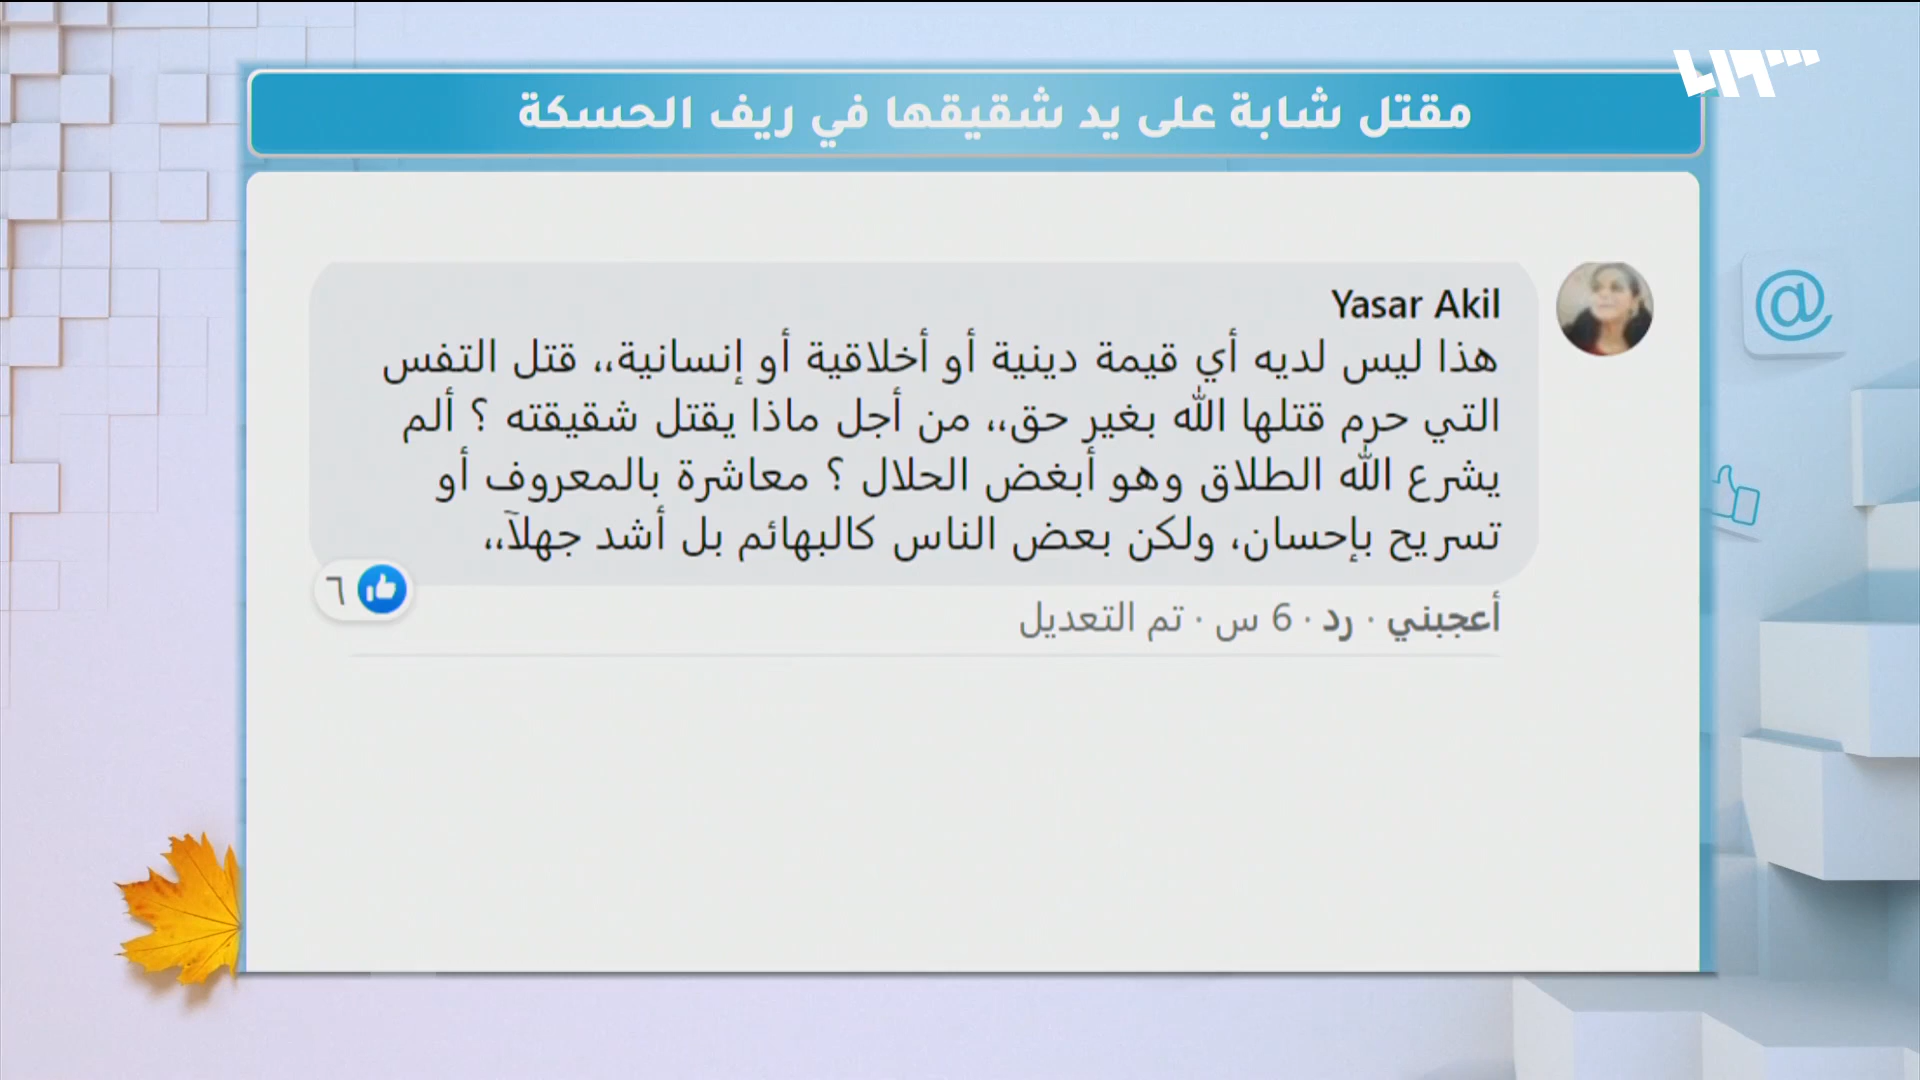 مقتل شابة على يد شقيقها في ريف الحسكة
Yasar Akil
هذا ليس لديه أي قيمة دينية أو أخلاقية أو إنسانية،، قتل التفس
التي حرم قتلها الله بغير حق،، من أجل ماذا يقتل شقيقته ؟ ألم
يشرع الله الطلاق وهو أبغض الحلال ؟ معاشرة بالمعروف أو
تسريح بإحسان، ولكن بعض الناس كالبهائم بل أشد جهلآ،،
٦
أعجبني · رد · 6 س · تم التعديل
@